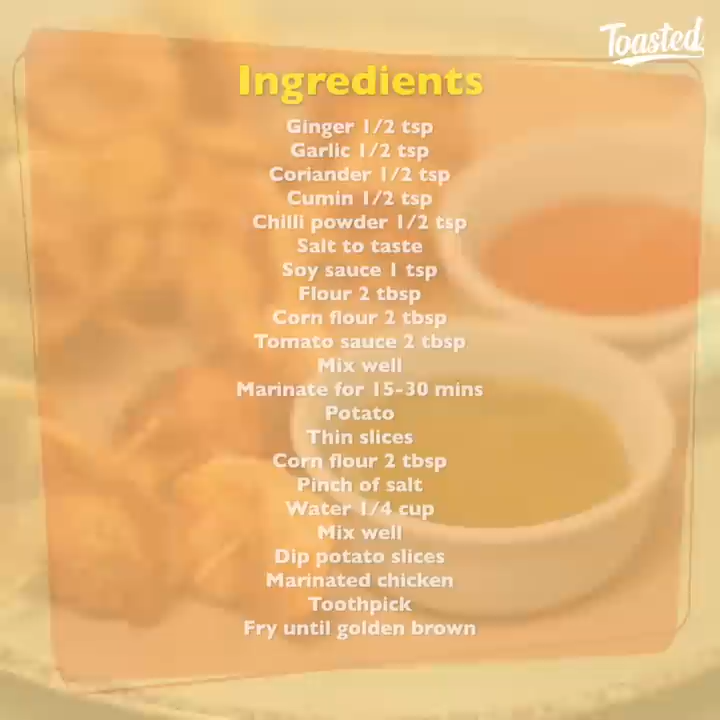 Toasted
Ingredients
Ginger 1/2 tsp
Garlic 1/2 tsp
Coriander 1/2 tsp
Cumin 1/2 tsp
Chilli powder 1/2 tsp
Salt to taste
Soy sauce 1 tsp
Flour 2 tbsp
Corn flour 2 tbsp
Tomato sauce 2 tbsp
Mix well
Marinate for 15-30 mins
Potato
Thin slices
Corn flour 2 tbsp
Pinch of salt
Water 1/4 cup
Mix well
Dip potato slices
Marinated chicken
Toothpick
Fry until golden brown